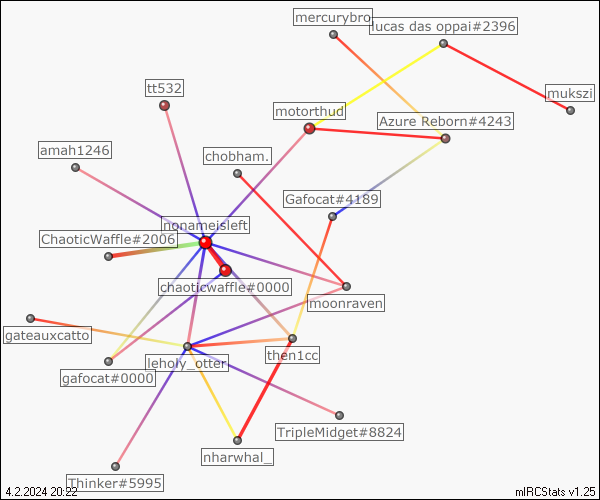 mercurybro
lucas das oppai#2396
tt532
mukszi
motorthud
Azure Reborn#4243
amah1246
chobham.
Gafocat#4189
nonameisleft
ChaoticWaffle#2006
chaoticwaffle#0000
moonraven
gateauxcatto
then1cc
leholy_otter
gafocat#0000
TripleMidget#8824
nharwhal_
Thinker#5995
4.2.2024 20:22
mIRCStats v1.25